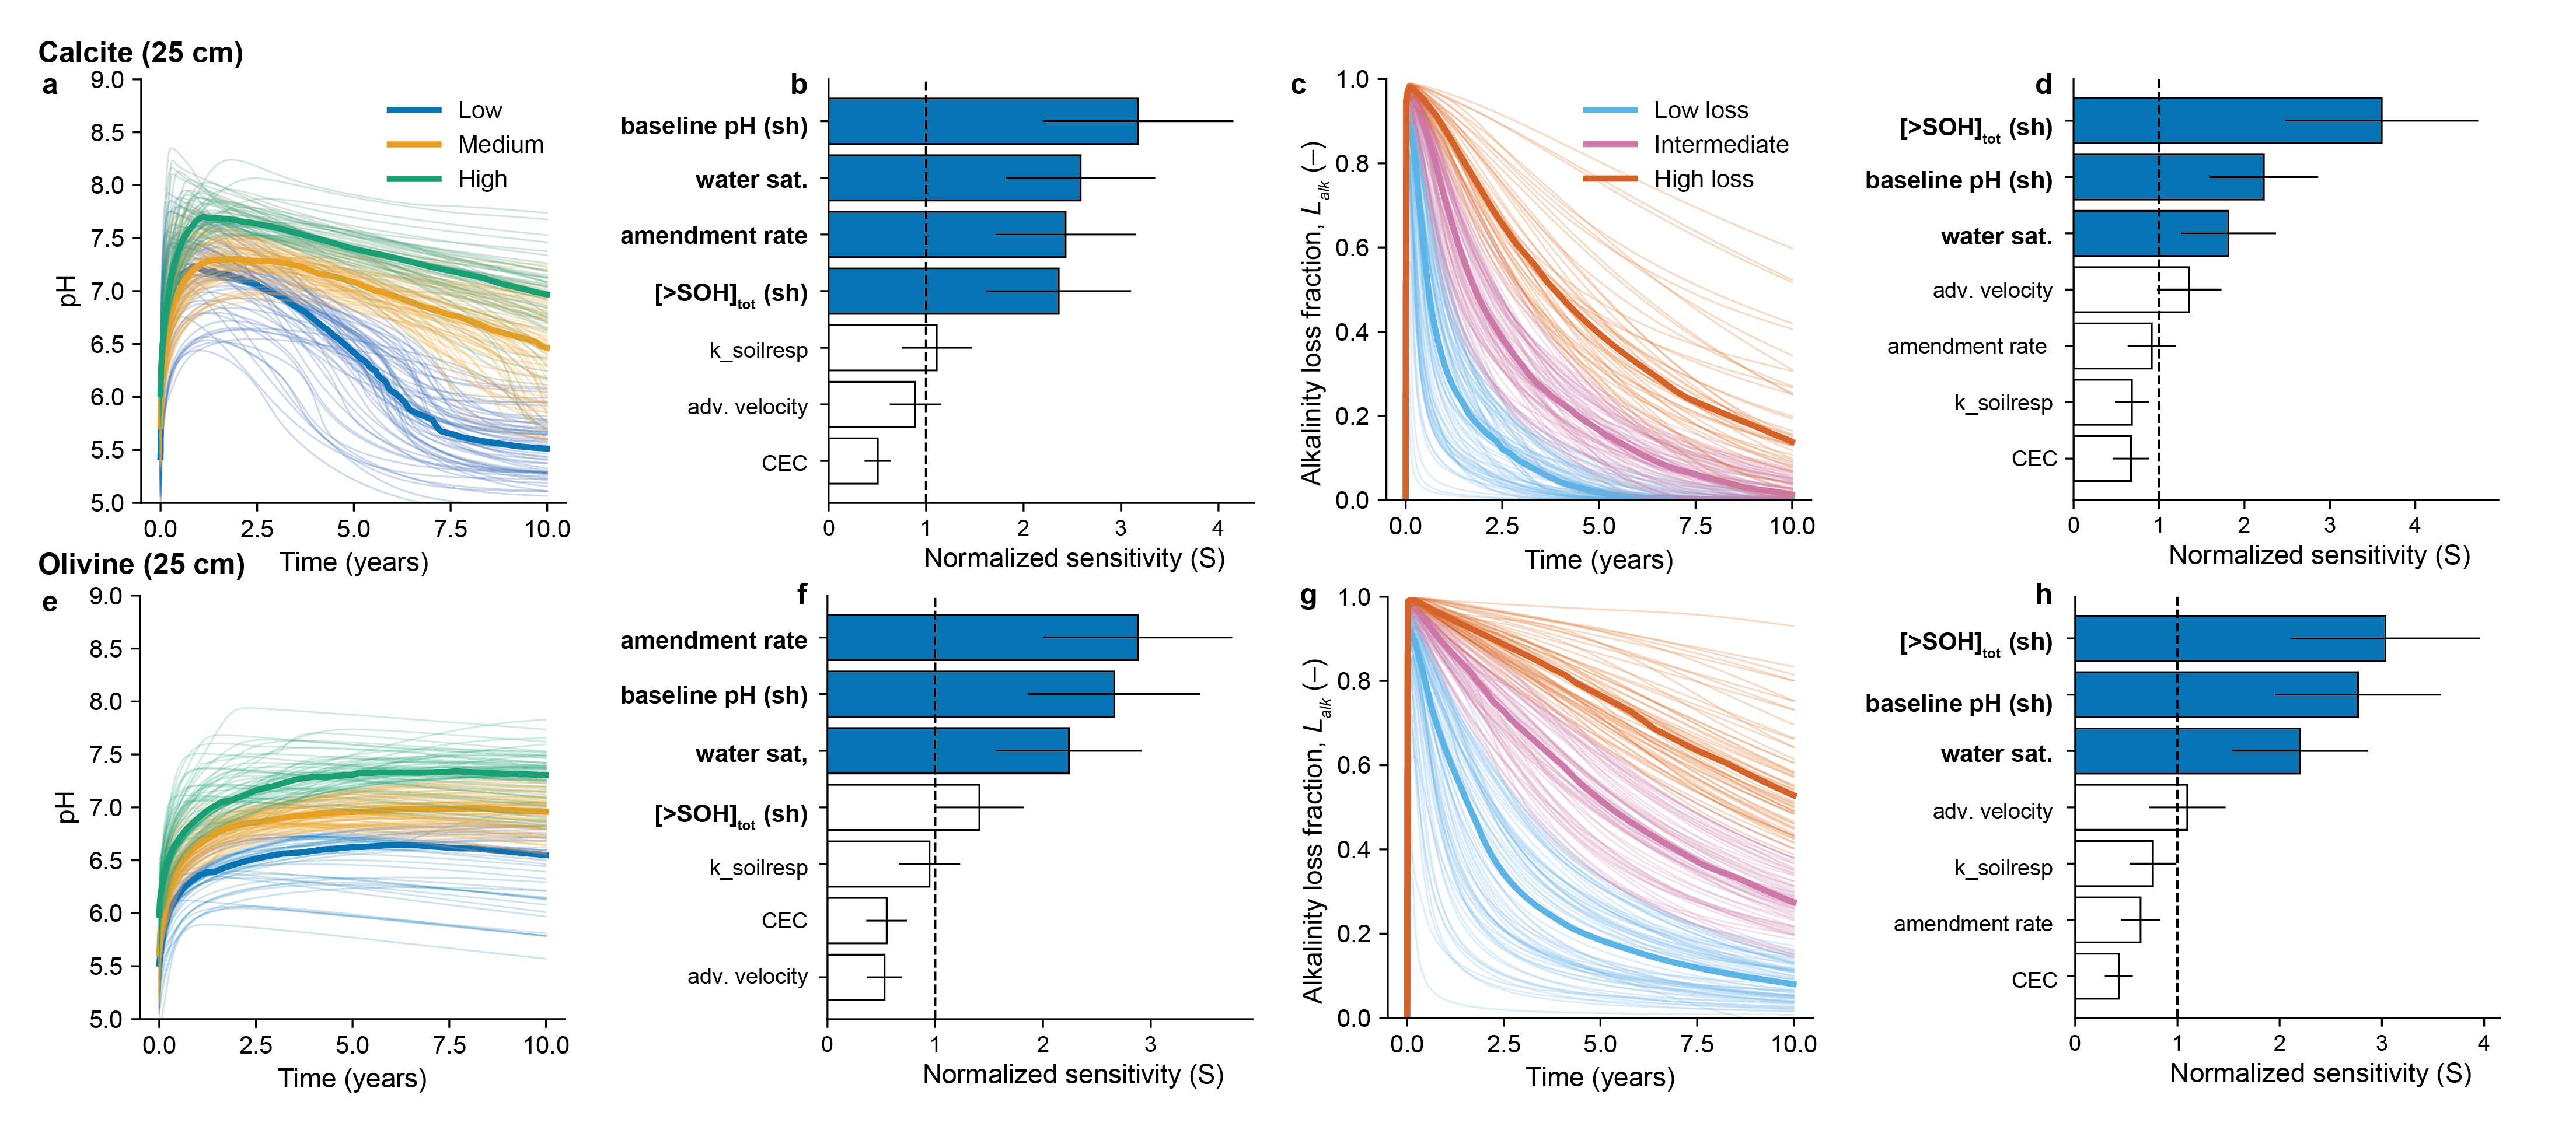 Calcite (25 cm)
a
9.0
8.5
8.0
7.5
7.0
6.5
6.0
5.5
5.0
pH
Low
Medium
High
0.0 2.5 5.0 7.5 10.0
Time (years)
b
baseline pH (sh)
water sat.
amendment rate
[>SOH]tot (sh)
k_soilresp
adv. velocity
CEC
0 1 2 3 4
Normalized sensitivity (S)
c
1.0
0.8
0.6
0.4
0.2
0.0
Alkalinity loss fraction, Lalk (–)
Low loss
Intermediate
High loss
0.0 2.5 5.0 7.5 10.0
Time (years)
d
[>SOH]tot (sh)
baseline pH (sh)
water sat.
adv. velocity
amendment rate
k_soilresp
CEC
0 1 2 3 4
Normalized sensitivity (S)
Olivine (25 cm)
e
9.0
8.5
8.0
7.5
7.0
6.5
6.0
5.5
5.0
pH
0.0 2.5 5.0 7.5 10.0
Time (years)
f
amendment rate
baseline pH (sh)
water sat,
[>SOH]tot (sh)
k_soilresp
CEC
adv. velocity
0 1 2 3
Normalized sensitivity (S)
g
1.0
0.8
0.6
0.4
0.2
0.0
Alkalinity loss fraction, Lalk (–)
0.0 2.5 5.0 7.5 10.0
Time (years)
h
[>SOH]tot (sh)
baseline pH (sh)
water sat.
adv. velocity
k_soilresp
amendment rate
CEC
0 1 2 3 4
Normalized sensitivity (S)